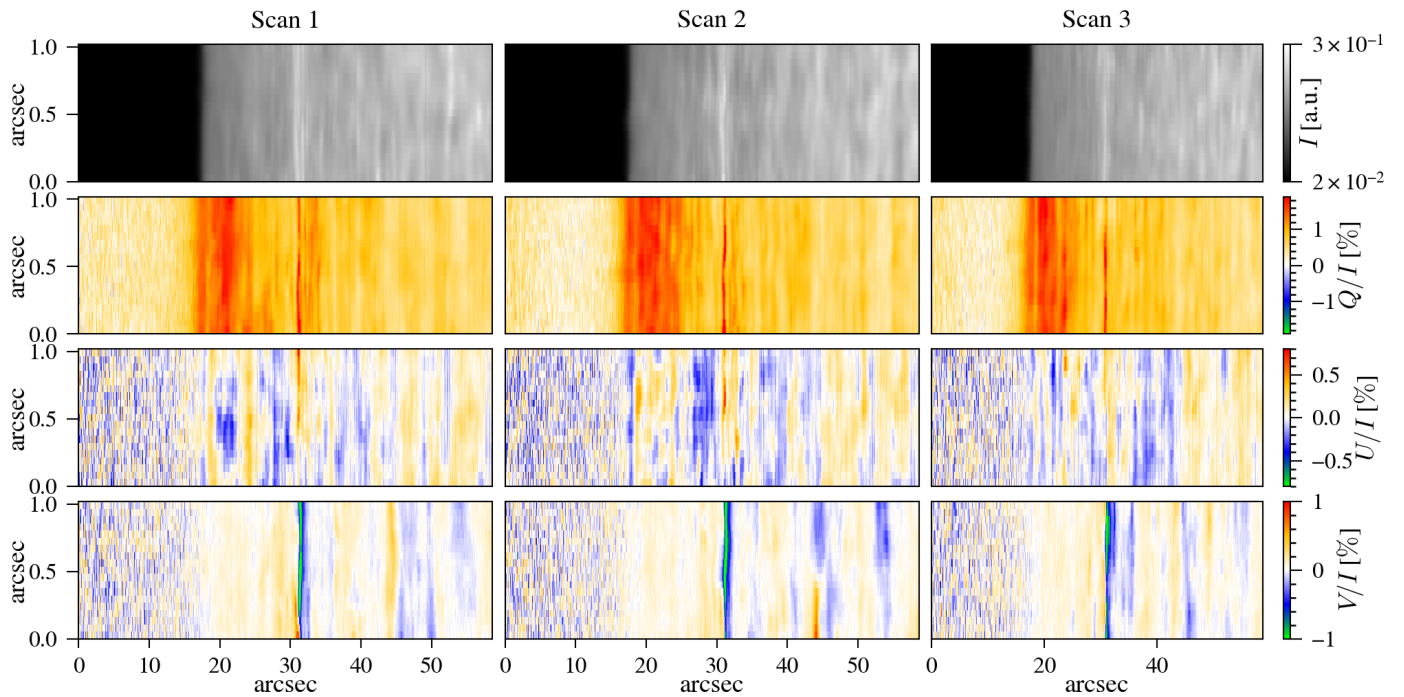 Scan 1 Scan 2 Scan 3
arcsec 1.0 0.5 0.0 3 × 10⁻¹ I [a.u.] 2 × 10⁻²
arcsec 1.0 0.5 0.0 1 0 −1 Q/I [%]
arcsec 1.0 0.5 0.0 0.5 0.0 −0.5 U/I [%]
arcsec 1.0 0.5 0.0 1 0 −1 V/I [%]
0 10 20 30 40 50 0 10 20 30 40 50 0 20 40
arcsec arcsec arcsec